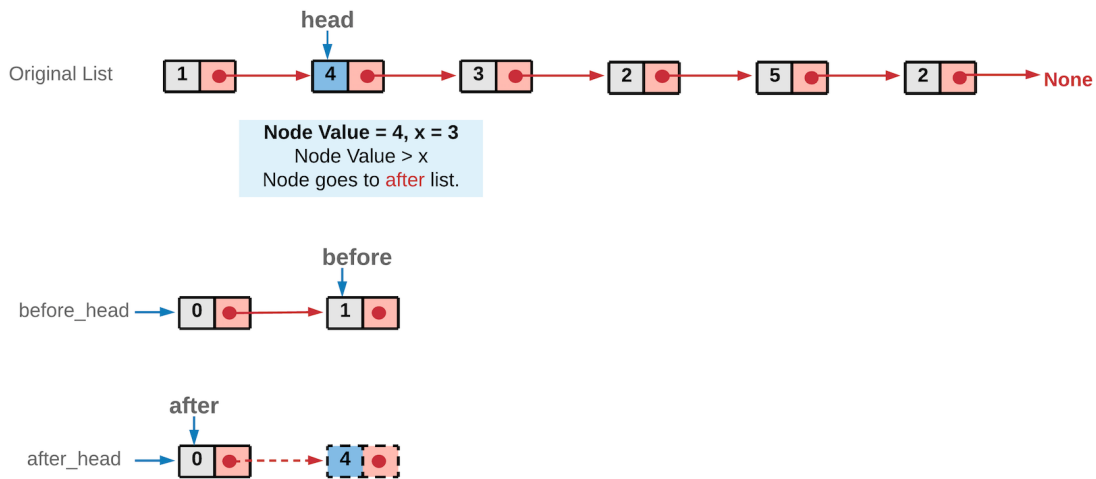 head
Original List 1 4 3 2 5 2 None
Node Value = 4, x = 3
Node Value > x
Node goes to after list.
before
before_head 0 1
after
after_head 0 4